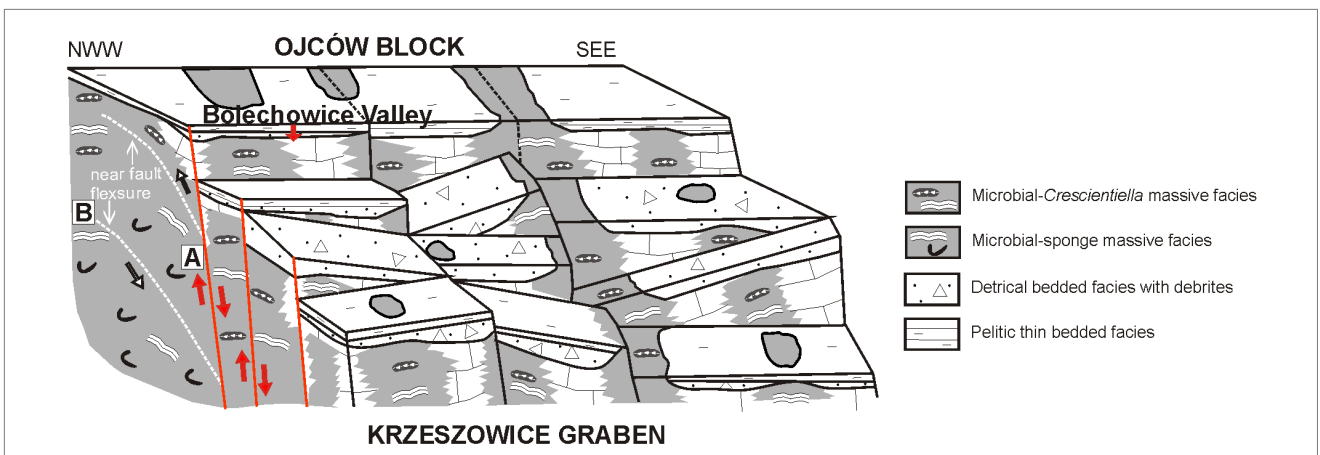 NWW
OJCÓW BLOCK
SEE
Bolechowice Valley
near fault
flexsure
B
A
Microbial-Crescientiella massive facies
Microbial-sponge massive facies
Detrical bedded facies with debrites
Pelitic thin bedded facies
KRZESZOWICE GRABEN